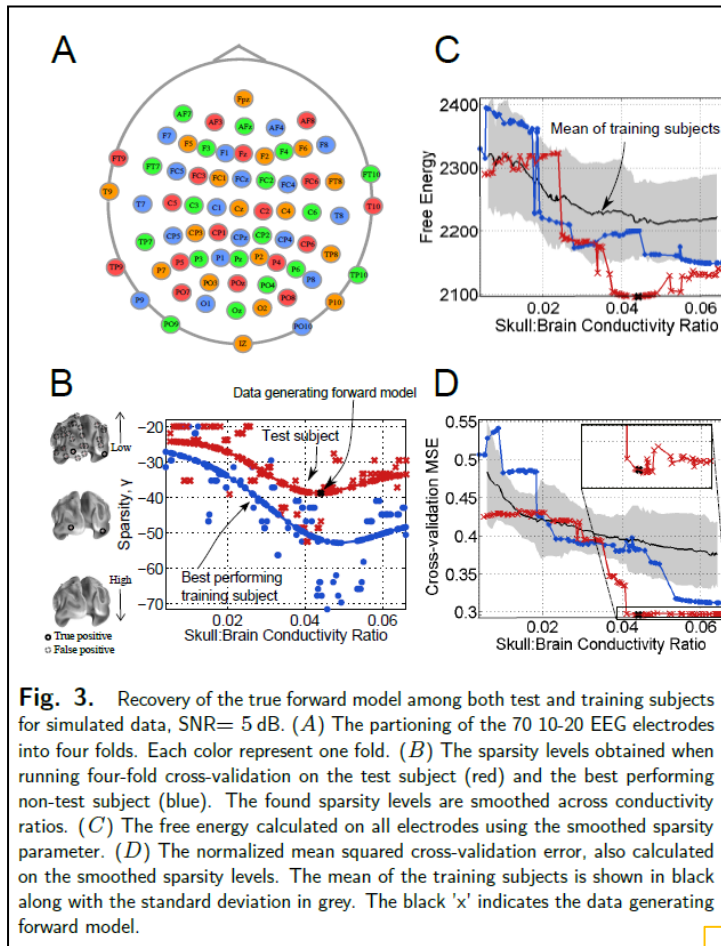 A
Fpz
AF7 AF3 AFz AF4 AF8
F7 F5 F3 F1 Fz F2 F4 F6 F8
FT9 FT7 FC5 FC3 FC1 FCz FC2 FC4 FC6 FT8 FT10
T9 T7 C5 C3 C1 Cz C2 C4 C6 T8 T10
TP9 TP7 CP5 CP3 CP1 CPz CP2 CP4 CP6 TP8 TP10
P9 P7 P5 P3 P1 Pz P2 P4 P6 P8 P10
PO9 PO7 PO3 POz PO4 PO8 PO10
O1 Oz O2
IZ
B
Low
High
True positive
False positive
Data generating forward model
Test subject
Best performing
training subject
Sparsity, γ
−20
−30
−40
−50
−60
−70
0.02 0.04 0.06
Skull:Brain Conductivity Ratio
C
Mean of training subjects
Free Energy
2400
2300
2200
2100
0.02 0.04 0.06
Skull:Brain Conductivity Ratio
D
Cross-validation MSE
0.55
0.5
0.45
0.4
0.35
0.3
0.02 0.04 0.06
Skull:Brain Conductivity Ratio
Fig. 3. Recovery of the true forward model among both test and training subjects
for simulated data, SNR= 5 dB. (A) The partioning of the 70 10-20 EEG electrodes
into four folds. Each color represent one fold. (B) The sparsity levels obtained when
running four-fold cross-validation on the test subject (red) and the best performing
non-test subject (blue). The found sparsity levels are smoothed across conductivity
ratios. (C) The free energy calculated on all electrodes using the smoothed sparsity
parameter. (D) The normalized mean squared cross-validation error, also calculated
on the smoothed sparsity levels. The mean of the training subjects is shown in black
along with the standard deviation in grey. The black 'x' indicates the data generating
forward model.